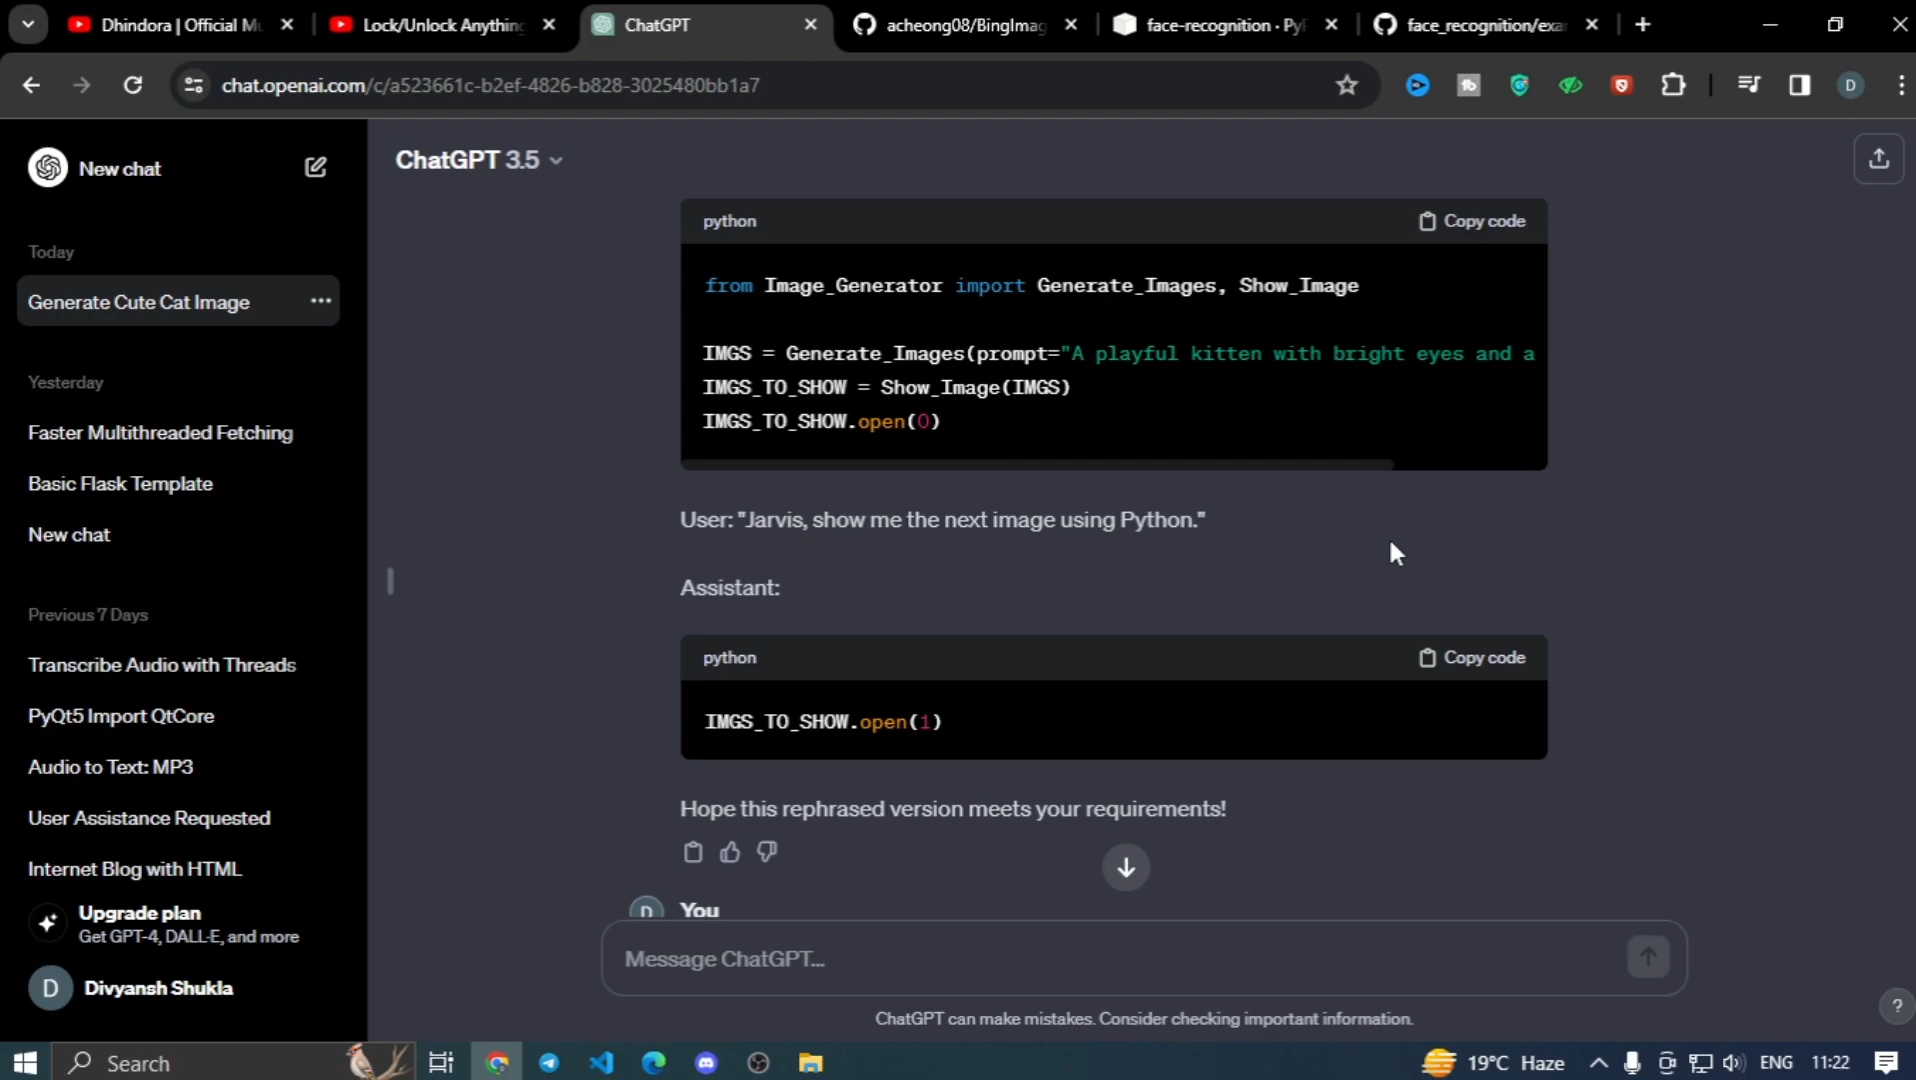 Dhindora | Official Mu
Lock/Unlock Anything
ChatGPT
acheong08/BingImag
face-recognition · PyP
face_recognition/exa
chat.openai.com/c/a523661c-b2ef-4826-b828-3025480bb1a7
D
New chat
ChatGPT 3.5
Today
Generate Cute Cat Image
Yesterday
Faster Multithreaded Fetching
Basic Flask Template
New chat
Previous 7 Days
Transcribe Audio with Threads
PyQt5 Import QtCore
Audio to Text: MP3
User Assistance Requested
Internet Blog with HTML
Upgrade plan
Get GPT-4, DALL·E, and more
D Divyansh Shukla
python Copy code
from Image_Generator import Generate_Images, Show_Image
IMGS = Generate_Images(prompt="A playful kitten with bright eyes and a
IMGS_TO_SHOW = Show_Image(IMGS)
IMGS_TO_SHOW.open(0)
User: "Jarvis, show me the next image using Python."
Assistant:
python Copy code
IMGS_TO_SHOW.open(1)
Hope this rephrased version meets your requirements!
D You
Message ChatGPT...
ChatGPT can make mistakes. Consider checking important information.
?
Search
19°C Haze
ENG
11:22